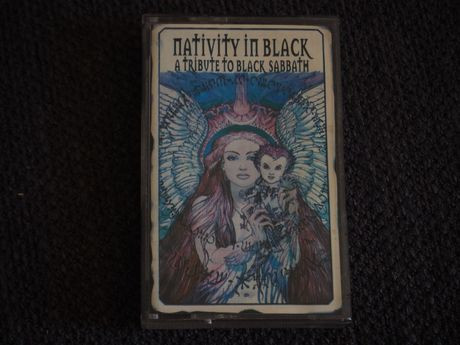 NATIVITY IN BLACK
A TRIBUTE TO BLACK SABBATH